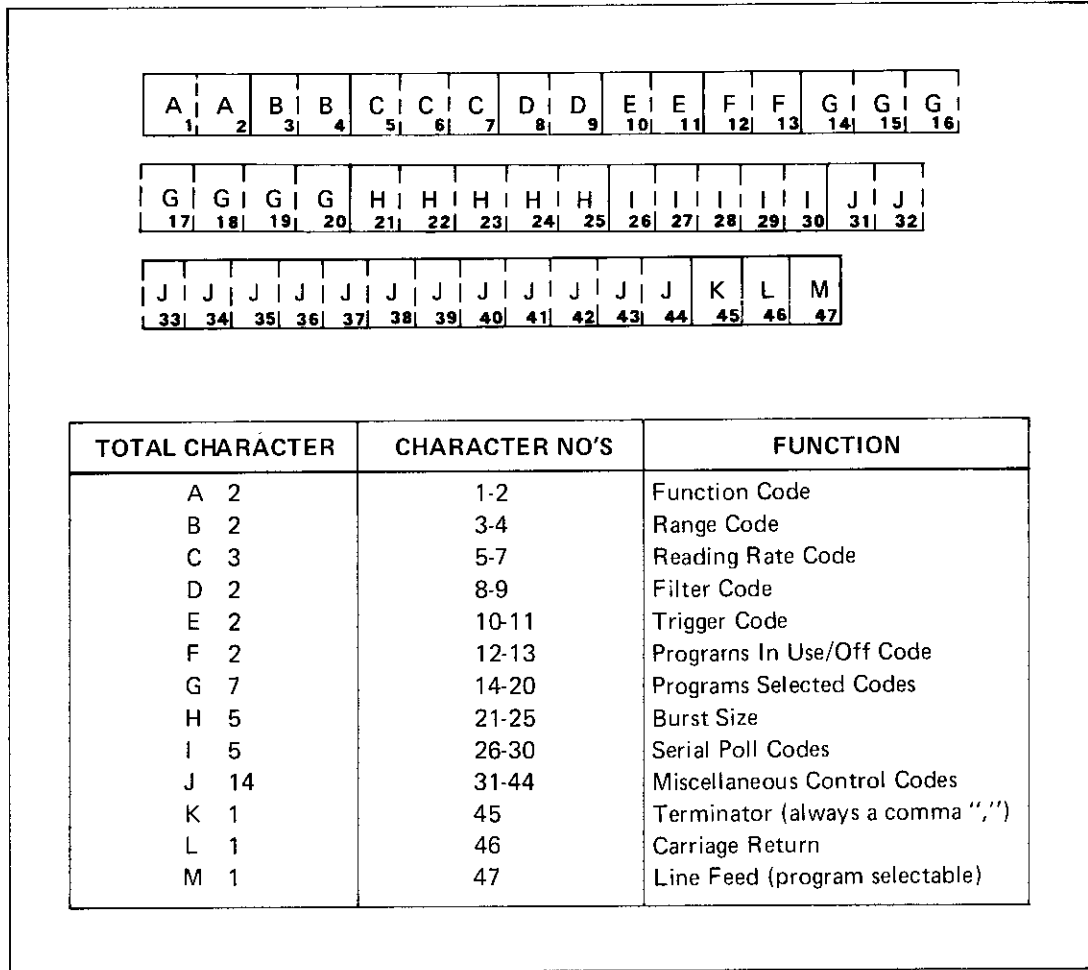 A A B B C C C D D E E F F G G G
1 2 3 4 5 6 7 8 9 10 11 12 13 14 15 16
G G G G H H H H H I I I I I J J
17 18 19 20 21 22 23 24 25 26 27 28 29 30 31 32
J J J J J J J J J J J J K L M
33 34 35 36 37 38 39 40 41 42 43 44 45 46 47
TOTAL CHARACTER CHARACTER NO'S FUNCTION
A 2 1-2 Function Code
B 2 3-4 Range Code
C 3 5-7 Reading Rate Code
D 2 8-9 Filter Code
E 2 10-11 Trigger Code
F 2 12-13 Programs In Use/Off Code
G 7 14-20 Programs Selected Codes
H 5 21-25 Burst Size
I 5 26-30 Serial Poll Codes
J 14 31-44 Miscellaneous Control Codes
K 1 45 Terminator (always a comma ",")
L 1 46 Carriage Return
M 1 47 Line Feed (program selectable)